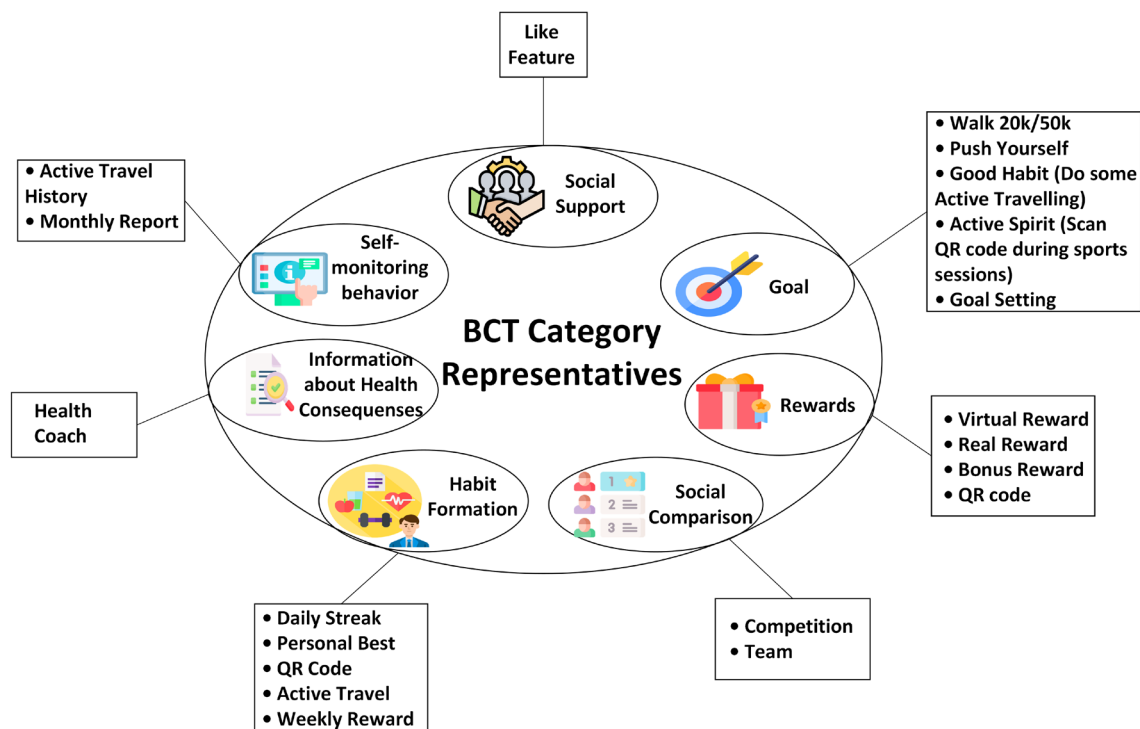 Like
Feature
• Walk 20k/50k
• Push Yourself
• Good Habit (Do some
Active Travelling)
• Active Spirit (Scan
QR code during sports
sessions)
• Goal Setting
• Active Travel
History
• Monthly Report
Social
Support
Self-
monitoring
behavior
Goal
BCT Category
Representatives
Information
about Health
Consequenses
Rewards
Health
Coach
• Virtual Reward
• Real Reward
• Bonus Reward
• QR code
Habit
Formation
1
2
3
Social
Comparison
• Daily Streak
• Personal Best
• QR Code
• Active Travel
• Weekly Reward
• Competition
• Team